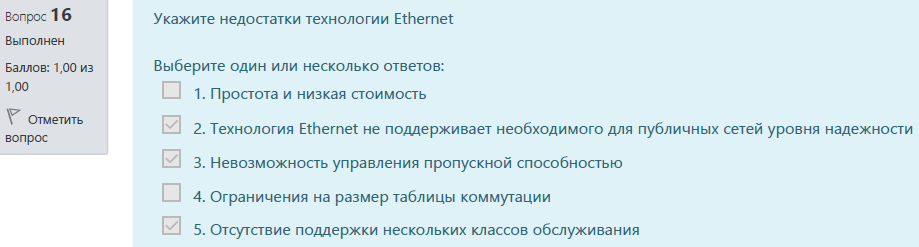 Вопрос 16
Выполнен
Баллов: 1,00 из
1,00
Отметить
вопрос
Укажите недостатки технологии Ethernet
Выберите один или несколько ответов:
1. Простота и низкая стоимость
2. Технология Ethernet не поддерживает необходимого для публичных сетей уровня надежности
3. Невозможность управления пропускной способностью
4. Ограничения на размер таблицы коммутации
5. Отсутствие поддержки нескольких классов обслуживания